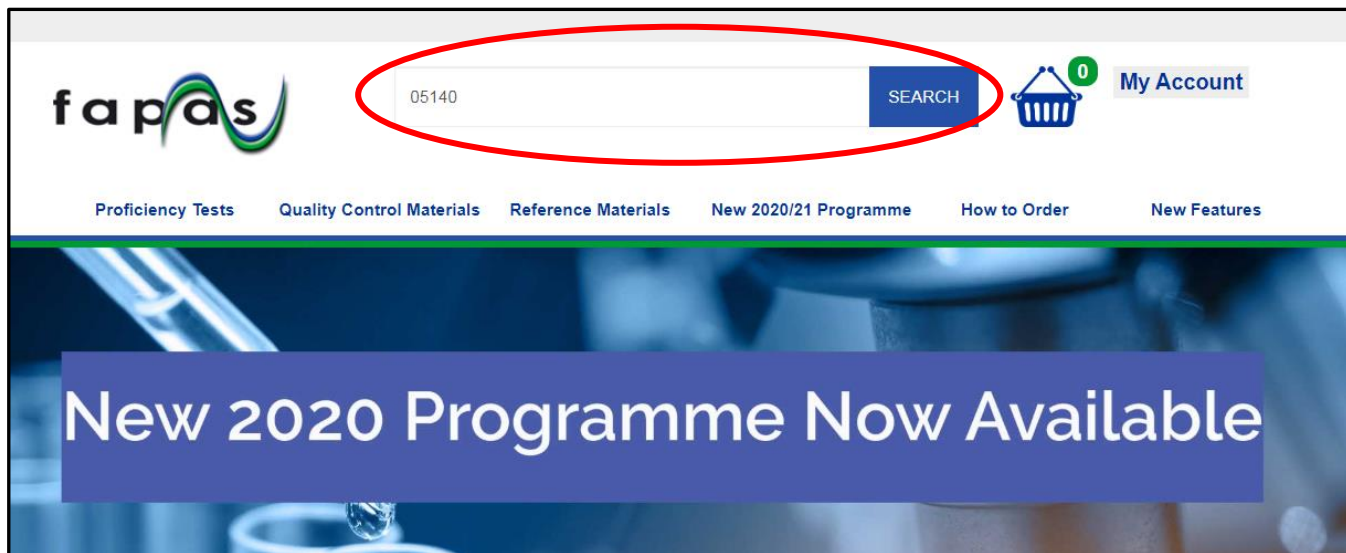 fapas
05140
SEARCH
0
My Account
Proficiency Tests Quality Control Materials Reference Materials New 2020/21 Programme How to Order New Features
New 2020 Programme Now Available